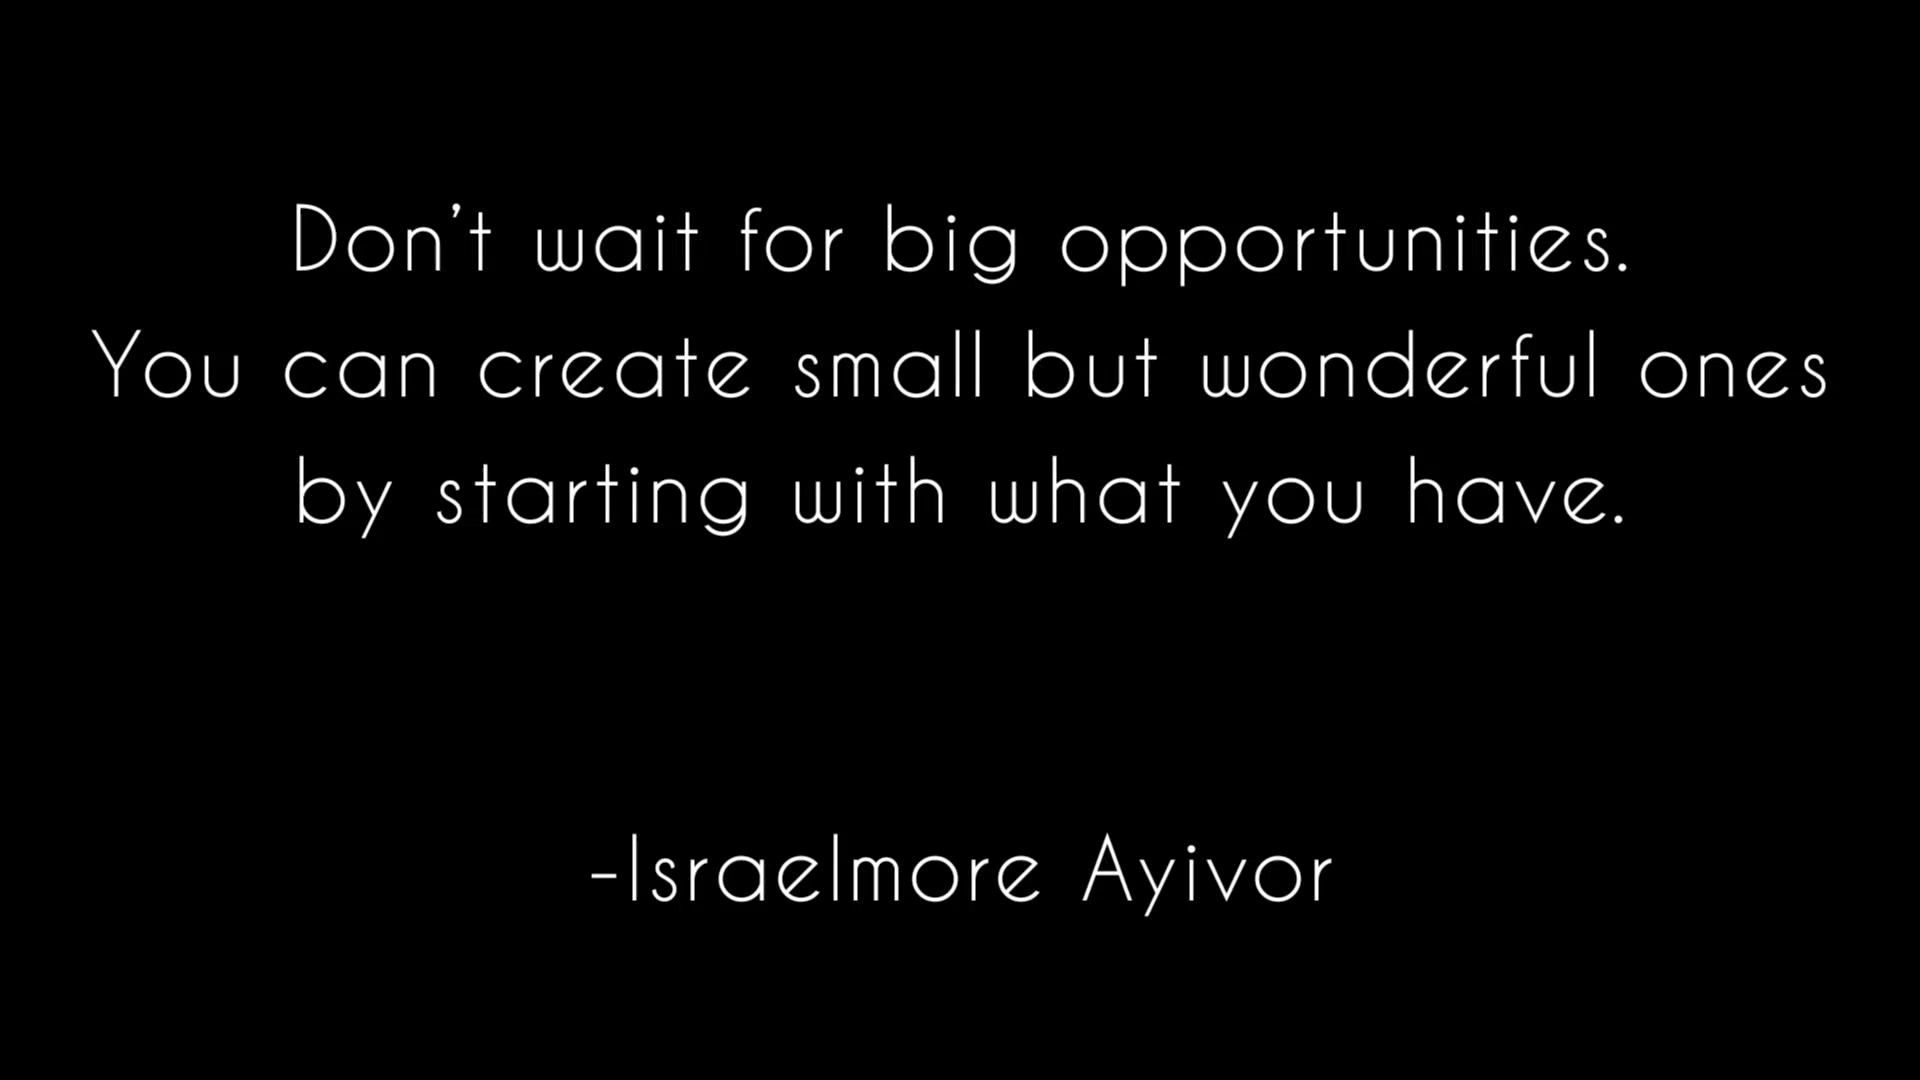 Don't wait for big opportunities.
You can create small but wonderful ones
by starting with what you have.
-Israelmore Ayivor